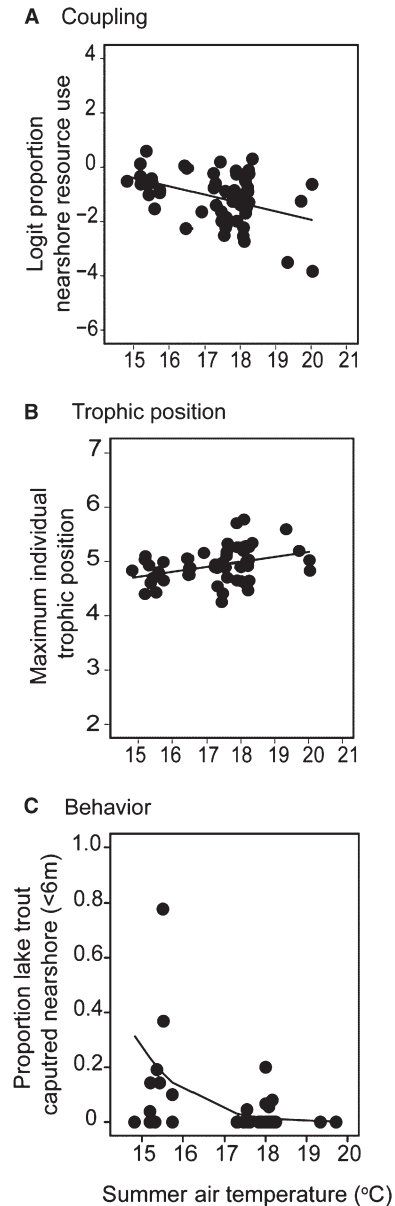 A Coupling
Logit proportion
nearshore resource use
4
2
0
−2
−4
−6
15 16 17 18 19 20 21
B Trophic position
Maximum individual
trophic position
7
6
5
4
3
2
15 16 17 18 19 20 21
C Behavior
Proportion lake trout
caputred nearshore (<6m)
1.0
0.8
0.6
0.4
0.2
0
15 16 17 18 19 20
Summer air temperature (°C)